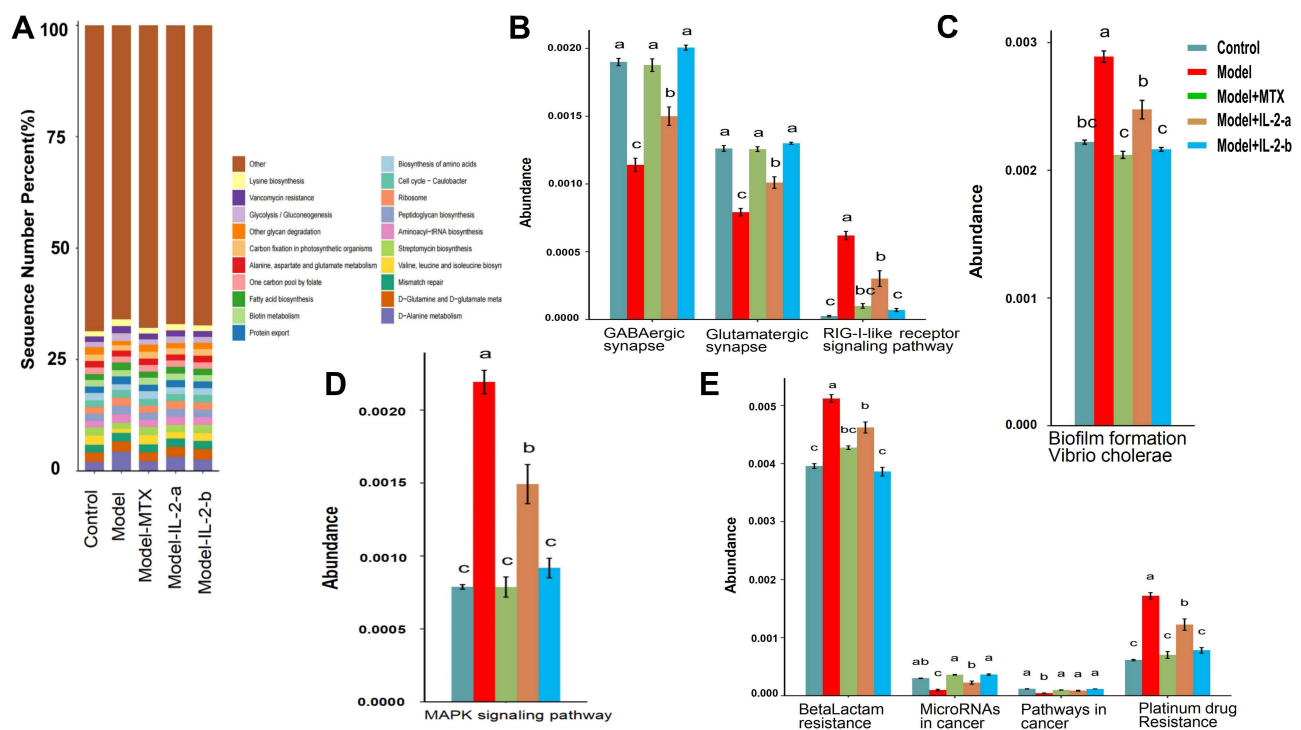 A
Sequence Number Percent(%)
100
75
50
25
0
Control
Model
Model-MTX
Model-IL-2-a
Model-IL-2-b
Other
Lysine biosynthesis
Vancomycin resistance
Glycolysis / Gluconeogenesis
Other glycan degradation
Carbon fixation in photosynthetic organisms
Alanine, aspartate and glutamate metabolism
One carbon pool by folate
Fatty acid biosynthesis
Biotin metabolism
Protein export
Biosynthesis of amino acids
Cell cycle − Caulobacter
Ribosome
Peptidoglycan biosynthesis
Aminoacyl−tRNA biosynthesis
Streptomycin biosynthesis
Valine, leucine and isoleucine biosyn
Mismatch repair
D−Glutamine and D−glutamate meta
D−Alanine metabolism
B
Abundance
0.0020
0.0015
0.0010
0.0005
0.0000
a
c
a
b
a
a
c
a
b
a
c
a
bc
b
c
GABAergic
synapse
Glutamatergic
synapse
RIG-I-like receptor
signaling pathway
C
Abundance
0.003
0.002
0.001
0.000
bc
a
c
b
c
Biofilm formation
Vibrio cholerae
Control
Model
Model+MTX
Model+IL-2-a
Model+IL-2-b
D
Abundance
0.0020
0.0015
0.0010
0.0005
0.0000
c
a
c
b
c
MAPK signaling pathway
E
Abundance
0.005
0.004
0.003
0.002
0.001
0.000
c
a
bc
b
c
ab
c
a
b
a
a
b
a
a
a
c
a
c
b
c
BetaLactam
resistance
MicroRNAs
in cancer
Pathways in
cancer
Platinum drug
Resistance